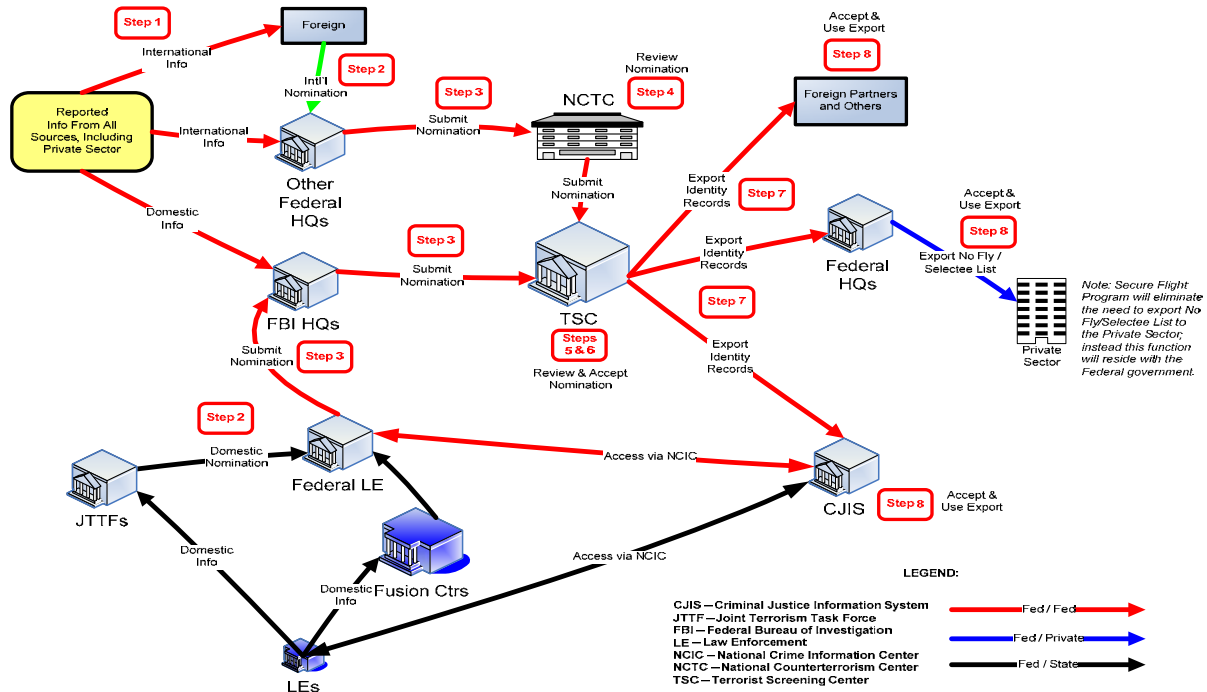 Step 1
International
Info
Foreign
Step 2
Int'l
Nomination
Reported
Info From All
Sources, Including
Private Sector
International
Info
Other
Federal
HQs
Step 3
Submit
Nomination
Review
Nomination
Step 4
NCTC
Submit
Nomination
Accept &
Use Export
Step 8
Foreign Partners
and Others
Export
Identity
Records
Step 7
Domestic
Info
FBI HQs
Step 3
Submit
Nomination
TSC
Steps
5 & 6
Review & Accept
Nomination
Export
Identity
Records
Federal
HQs
Accept &
Use Export
Step 8
Export No Fly /
Selectee List
Private
Sector
Note: Secure Flight
Program will eliminate
the need to export No
Fly/Selectee List to
the Private Sector;
instead this function
will reside with the
Federal government.
Step 7
Export
Identity
Records
Submit
Nomination
Step 3
Step 2
Domestic
Nomination
JTTFs
Federal LE
Access via NCIC
CJIS
Step 8
Accept &
Use Export
Domestic
Info
Domestic
Info
Fusion Ctrs
Access via NCIC
LEs
LEGEND:
CJIS—Criminal Justice Information System
JTTF—Joint Terrorism Task Force
FBI—Federal Bureau of Investigation
LE—Law Enforcement
NCIC—National Crime Information Center
NCTC—National Counterterrorism Center
TSC—Terrorist Screening Center
Fed / Fed
Fed / Private
Fed / State